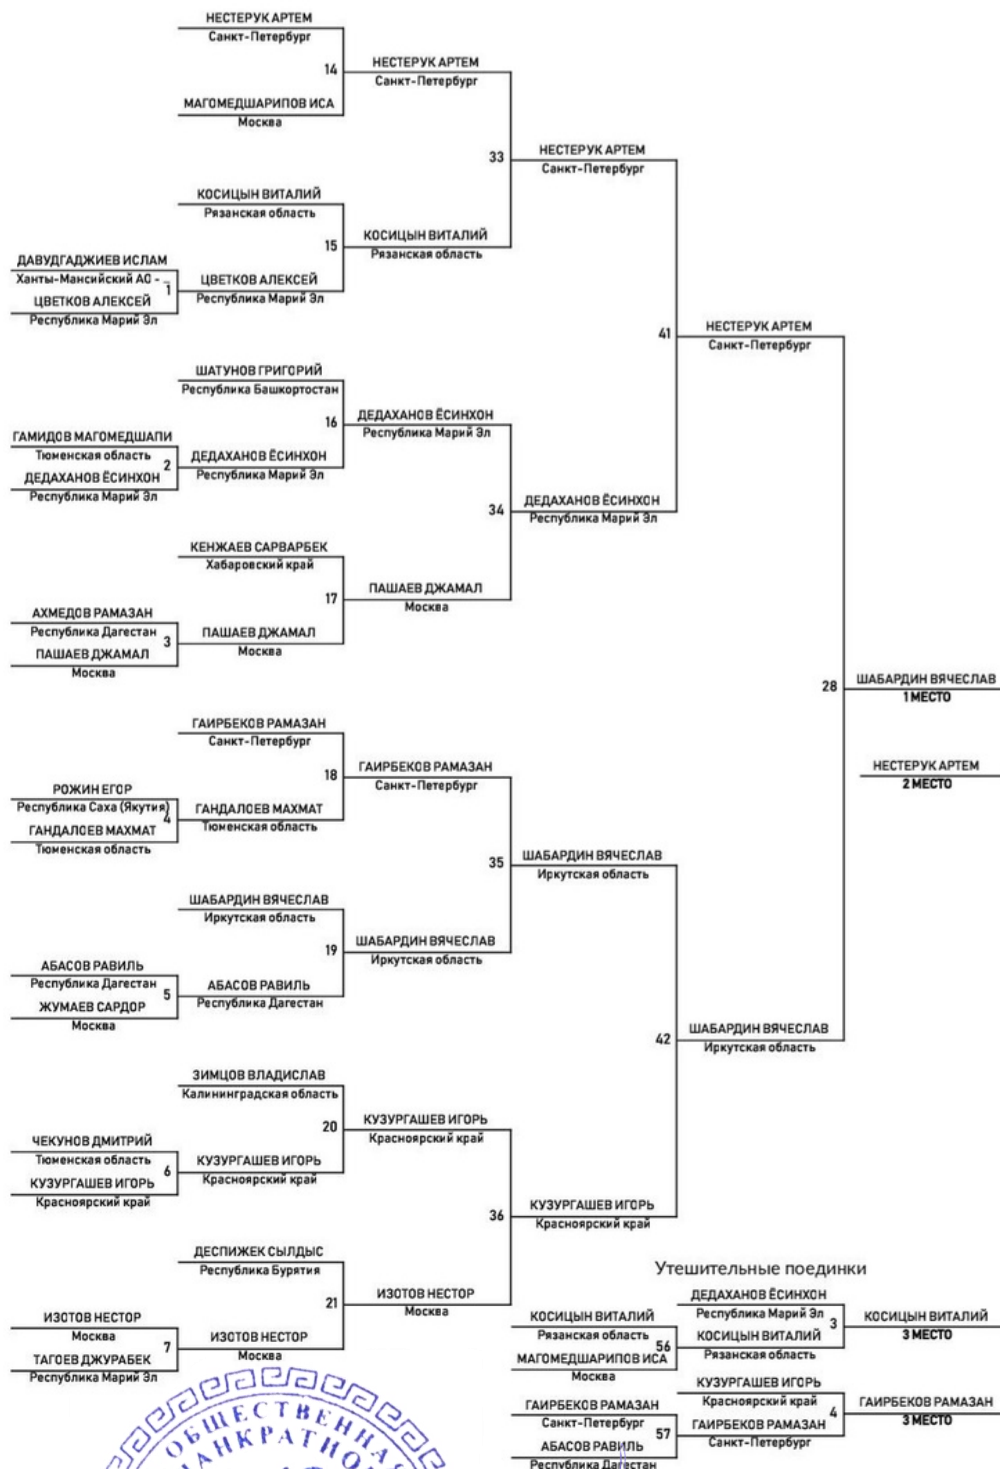 НЕСТЕРУК АРТЕМ
Санкт-Петербург
14
НЕСТЕРУК АРТЕМ
Санкт-Петербург
МАГОМЕДШАРИПОВ ИСА
Москва
33
НЕСТЕРУК АРТЕМ
Санкт-Петербург
КОСИЦЫН ВИТАЛИЙ
Рязанская область
15
КОСИЦЫН ВИТАЛИЙ
Рязанская область
ДАВУДГАДЖИЕВ ИСЛАМ
Ханты-Мансийский АО - _
1
ЦВЕТКОВ АЛЕКСЕЙ
Республика Марий Эл
ЦВЕТКОВ АЛЕКСЕЙ
Республика Марий Эл
41
НЕСТЕРУК АРТЕМ
Санкт-Петербург
ШАТУНОВ ГРИГОРИЙ
Республика Башкортостан
16
ДЕДАХАНОВ ЁСИНХОН
Республика Марий Эл
ГАМИДОВ МАГОМЕДШАПИ
Тюменская область
2
ДЕДАХАНОВ ЁСИНХОН
Республика Марий Эл
ДЕДАХАНОВ ЁСИНХОН
Республика Марий Эл
34
ДЕДАХАНОВ ЁСИНХОН
Республика Марий Эл
КЕНЖАЕВ САРВАРБЕК
Хабаровский край
17
ПАШАЕВ ДЖАМАЛ
Москва
АХМЕДОВ РАМАЗАН
Республика Дагестан
3
ПАШАЕВ ДЖАМАЛ
Москва
ПАШАЕВ ДЖАМАЛ
Москва
28
ШАБАРДИН ВЯЧЕСЛАВ
1 МЕСТО
НЕСТЕРУК АРТЕМ
2 МЕСТО
ГАИРБЕКОВ РАМАЗАН
Санкт-Петербург
18
ГАИРБЕКОВ РАМАЗАН
Санкт-Петербург
РОЖИН ЕГОР
Республика Саха (Якутия)
4
ГАНДАЛОЕВ МАХМАТ
Тюменская область
ГАНДАЛОЕВ МАХМАТ
Тюменская область
35
ШАБАРДИН ВЯЧЕСЛАВ
Иркутская область
ШАБАРДИН ВЯЧЕСЛАВ
Иркутская область
19
ШАБАРДИН ВЯЧЕСЛАВ
Иркутская область
АБАСОВ РАВИЛЬ
Республика Дагестан
5
АБАСОВ РАВИЛЬ
Республика Дагестан
ЖУМАЕВ САРДОР
Москва
42
ШАБАРДИН ВЯЧЕСЛАВ
Иркутская область
ЗИМЦОВ ВЛАДИСЛАВ
Калининградская область
20
КУЗУРГАШЕВ ИГОРЬ
Красноярский край
ЧЕКУНОВ ДМИТРИЙ
Тюменская область
6
КУЗУРГАШЕВ ИГОРЬ
Красноярский край
КУЗУРГАШЕВ ИГОРЬ
Красноярский край
36
КУЗУРГАШЕВ ИГОРЬ
Красноярский край
ДЕСПИЖЕК СЫЛДЫС
Республика Бурятия
21
ИЗОТОВ НЕСТОР
Москва
ИЗОТОВ НЕСТОР
Москва
7
ИЗОТОВ НЕСТОР
Москва
ТАГОЕВ ДЖУРАБЕК
Республика Марий Эл
Утешительные поединки
ДЕДАХАНОВ ЁСИНХОН
Республика Марий Эл
3
КОСИЦЫН ВИТАЛИЙ
3 МЕСТО
КОСИЦЫН ВИТАЛИЙ
Рязанская область
56
КОСИЦЫН ВИТАЛИЙ
Рязанская область
МАГОМЕДШАРИПОВ ИСА
Москва
КУЗУРГАШЕВ ИГОРЬ
Красноярский край
4
ГАИРБЕКОВ РАМАЗАН
3 МЕСТО
ГАИРБЕКОВ РАМАЗАН
Санкт-Петербург
57
ГАИРБЕКОВ РАМАЗАН
Санкт-Петербург
АБАСОВ РАВИЛЬ
Республика Дагестан
ОБЩЕСТВЕННА
ПАНКРАТИО